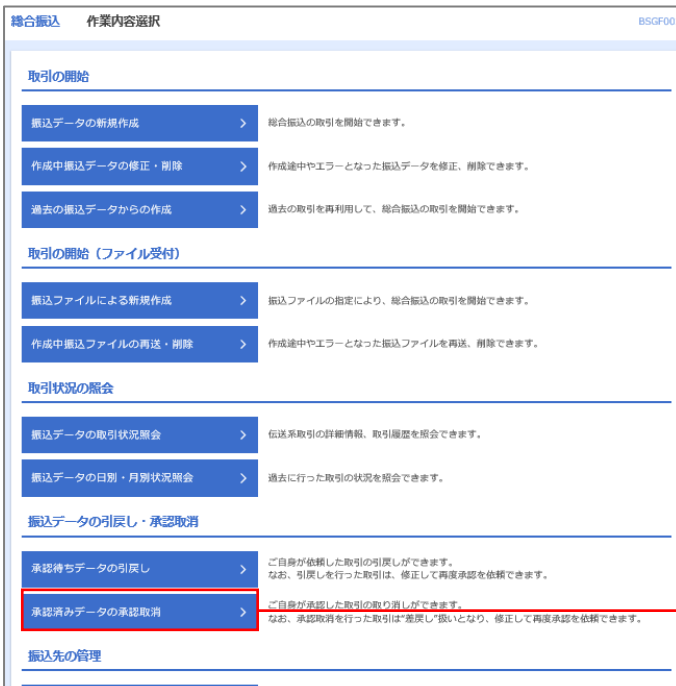 総合振込 作業内容選択 BSGF00
取引の開始
振込データの新規作成 総合振込の取引を開始できます。
作成中振込データの修正・削除 作成途中やエラーとなった振込データを修正、削除できます。
過去の振込データからの作成 過去の取引を再利用して、総合振込の取引を開始できます。
取引の開始（ファイル受付）
振込ファイルによる新規作成 振込ファイルの指定により、総合振込の取引を開始できます。
作成中振込ファイルの再送・削除 作成途中やエラーとなった振込ファイルを再送、削除できます。
取引状況の照会
振込データの取引状況照会 伝送系取引の詳細情報、取引履歴を照会できます。
振込データの日別・月別状況照会 過去に行った取引の状況を照会できます。
振込データの引戻し・承認取消
承認待ちデータの引戻し ご自身が依頼した取引の引戻しができます。
なお、引戻しを行った取引は、修正して再度承認を依頼できます。
承認済みデータの承認取消 ご自身が承認した取引の取り消しができます。
なお、承認取消を行った取引は“差戻し”扱いとなり、修正して再度承認を依頼できます。
振込先の管理